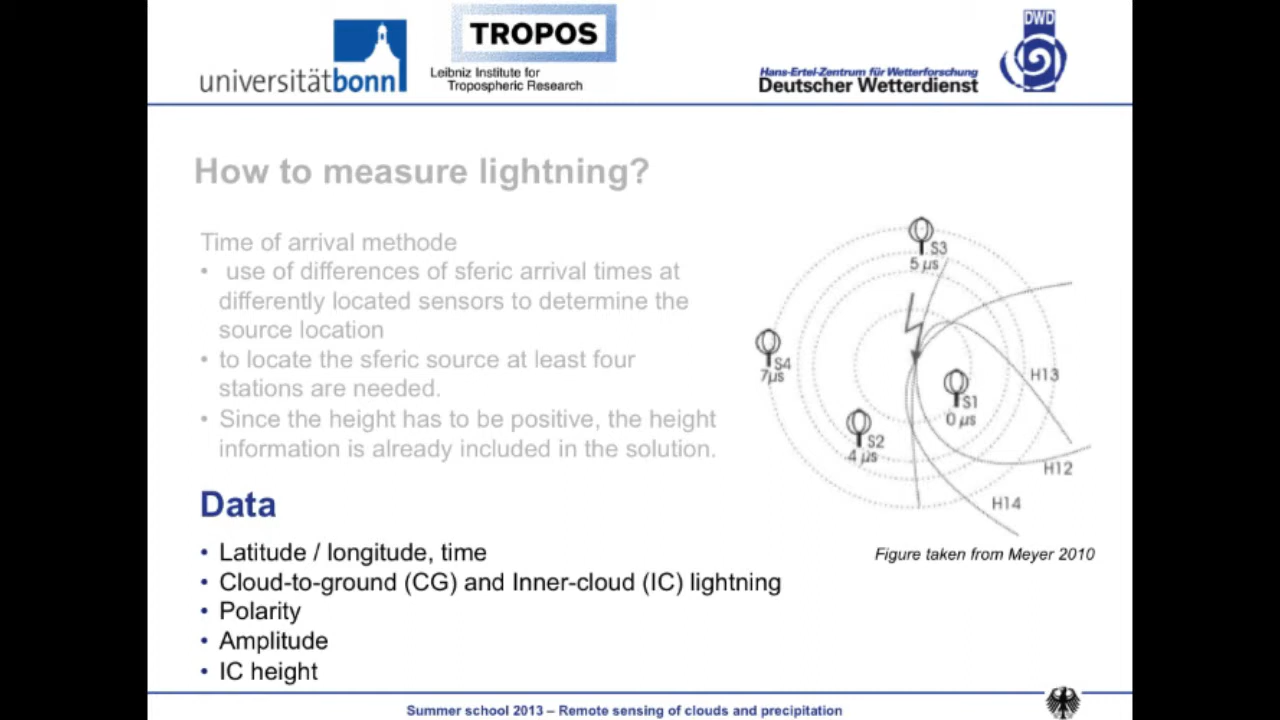 universitätbonn
TROPOS
Leibniz Institute for
Tropospheric Research
Hans-Ertel-Zentrum für Wetterforschung
Deutscher Wetterdienst
DWD
How to measure lightning?
Time of arrival methode
• use of differences of sferic arrival times at
differently located sensors to determine the
source location
• to locate the sferic source at least four
stations are needed.
• Since the height has to be positive, the height
information is already included in the solution.
S3
5 µs
S4
7µs
H13
S1
0 µs
S2
4 µs
H12
H14
Figure taken from Meyer 2010
Data
• Latitude / longitude, time
• Cloud-to-ground (CG) and Inner-cloud (IC) lightning
• Polarity
• Amplitude
• IC height
Summer school 2013 – Remote sensing of clouds and precipitation